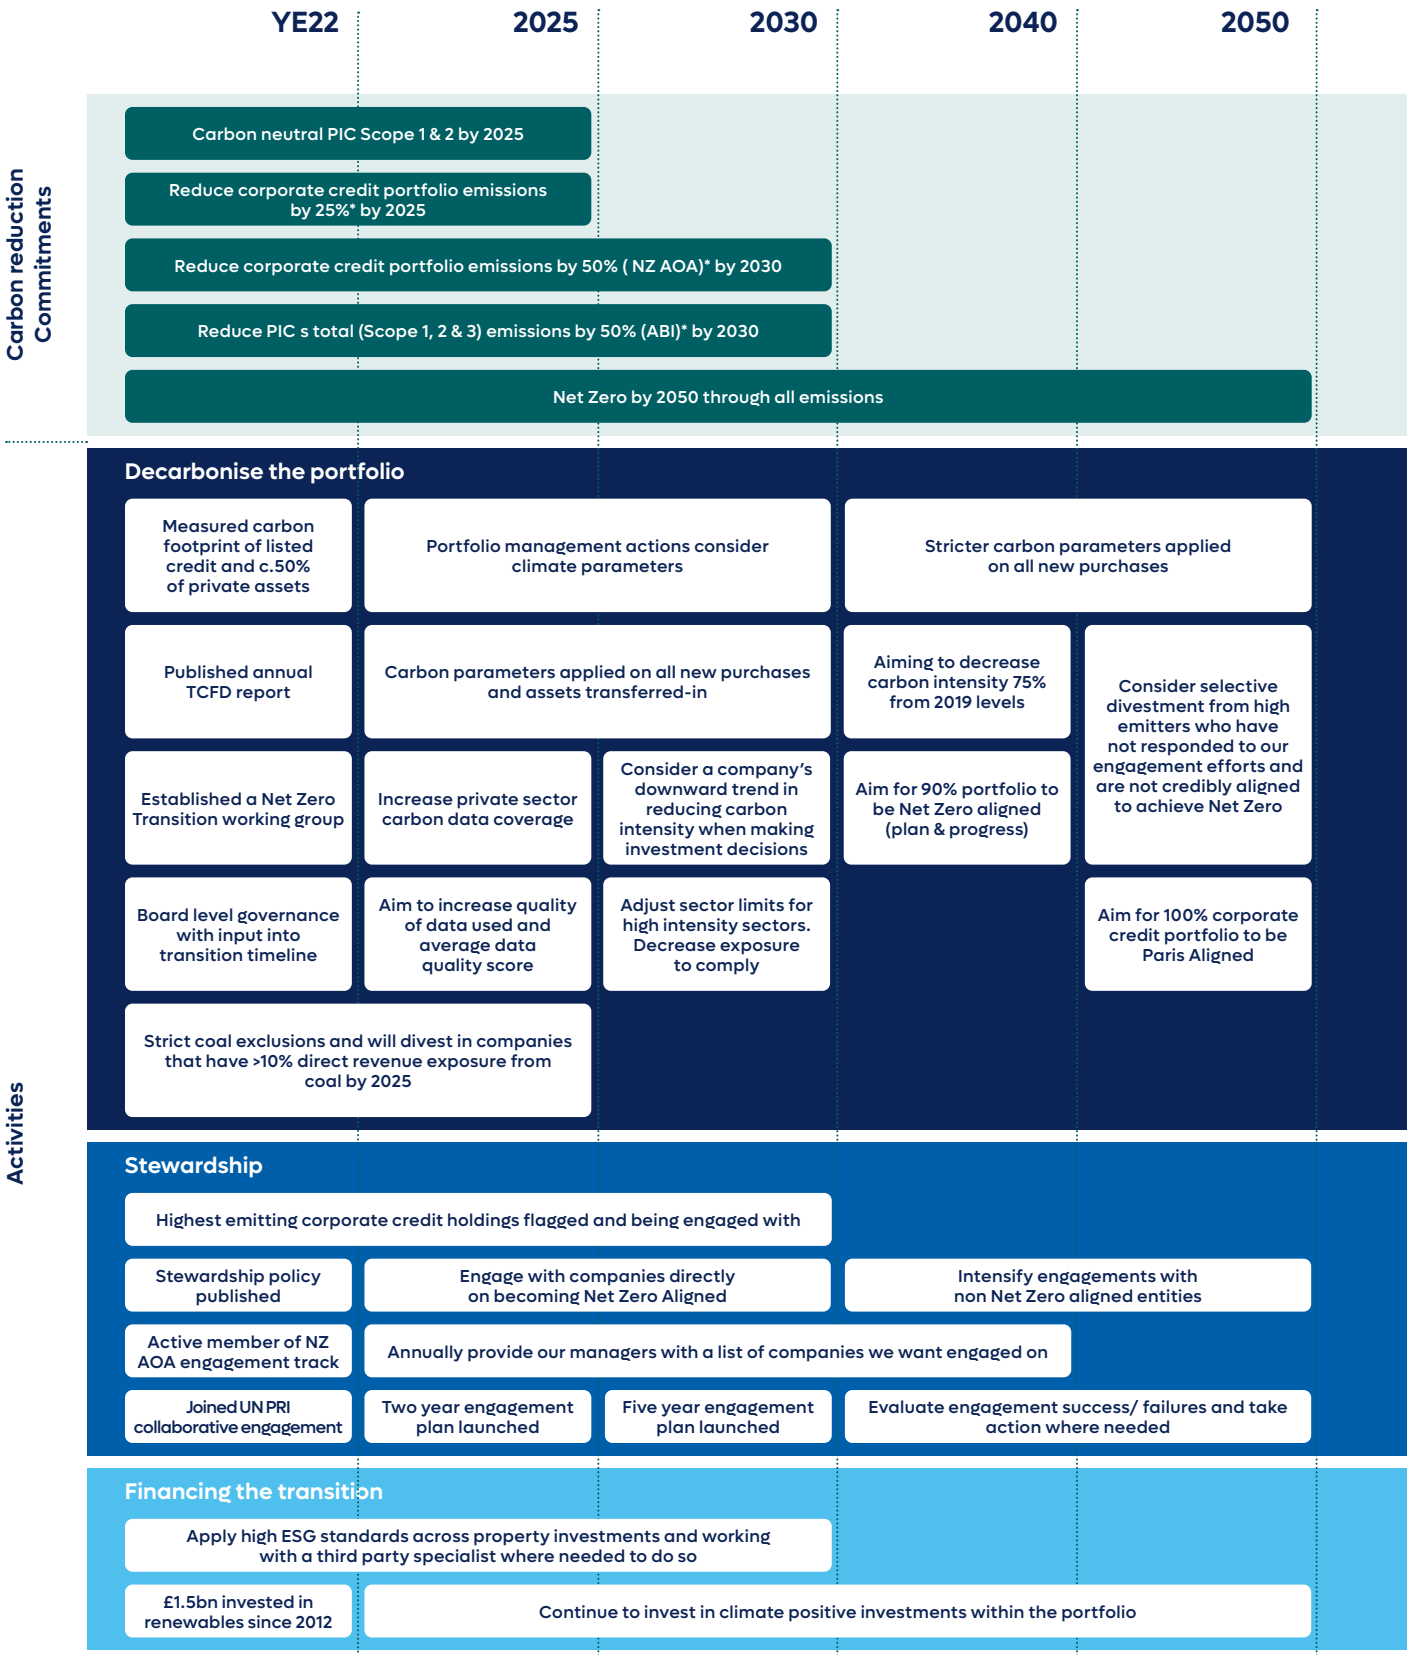 YE22
2025
2030
2040
2050
Carbon reduction
Commitments
Carbon neutral PIC Scope 1 & 2 by 2025
Reduce corporate credit portfolio emissions
by 25%* by 2025
Reduce corporate credit portfolio emissions by 50% ( NZ AOA)* by 2030
Reduce PIC s total (Scope 1, 2 & 3) emissions by 50% (ABI)* by 2030
Net Zero by 2050 through all emissions
Activities
Decarbonise the portfolio
Measured carbon
footprint of listed
credit and c.50%
of private assets
Portfolio management actions consider
climate parameters
Stricter carbon parameters applied
on all new purchases
Published annual
TCFD report
Carbon parameters applied on all new purchases
and assets transferred-in
Aiming to decrease
carbon intensity 75%
from 2019 levels
Consider selective
divestment from high
emitters who have
not responded to our
engagement efforts and
are not credibly aligned
to achieve Net Zero
Established a Net Zero
Transition working group
Increase private sector
carbon data coverage
Consider a company's
downward trend in
reducing carbon
intensity when making
investment decisions
Aim for 90% portfolio to
be Net Zero aligned
(plan & progress)
Board level governance
with input into
transition timeline
Aim to increase quality
of data used and
average data
quality score
Adjust sector limits for
high intensity sectors.
Decrease exposure
to comply
Aim for 100% corporate
credit portfolio to be
Paris Aligned
Strict coal exclusions and will divest in companies
that have >10% direct revenue exposure from
coal by 2025
Stewardship
Highest emitting corporate credit holdings flagged and being engaged with
Stewardship policy
published
Engage with companies directly
on becoming Net Zero Aligned
Intensify engagements with
non Net Zero aligned entities
Active member of NZ
AOA engagement track
Annually provide our managers with a list of companies we want engaged on
Joined UN PRI
collaborative engagement
Two year engagement
plan launched
Five year engagement
plan launched
Evaluate engagement success/ failures and take
action where needed
Financing the transition
Apply high ESG standards across property investments and working
with a third party specialist where needed to do so
£1.5bn invested in
renewables since 2012
Continue to invest in climate positive investments within the portfolio